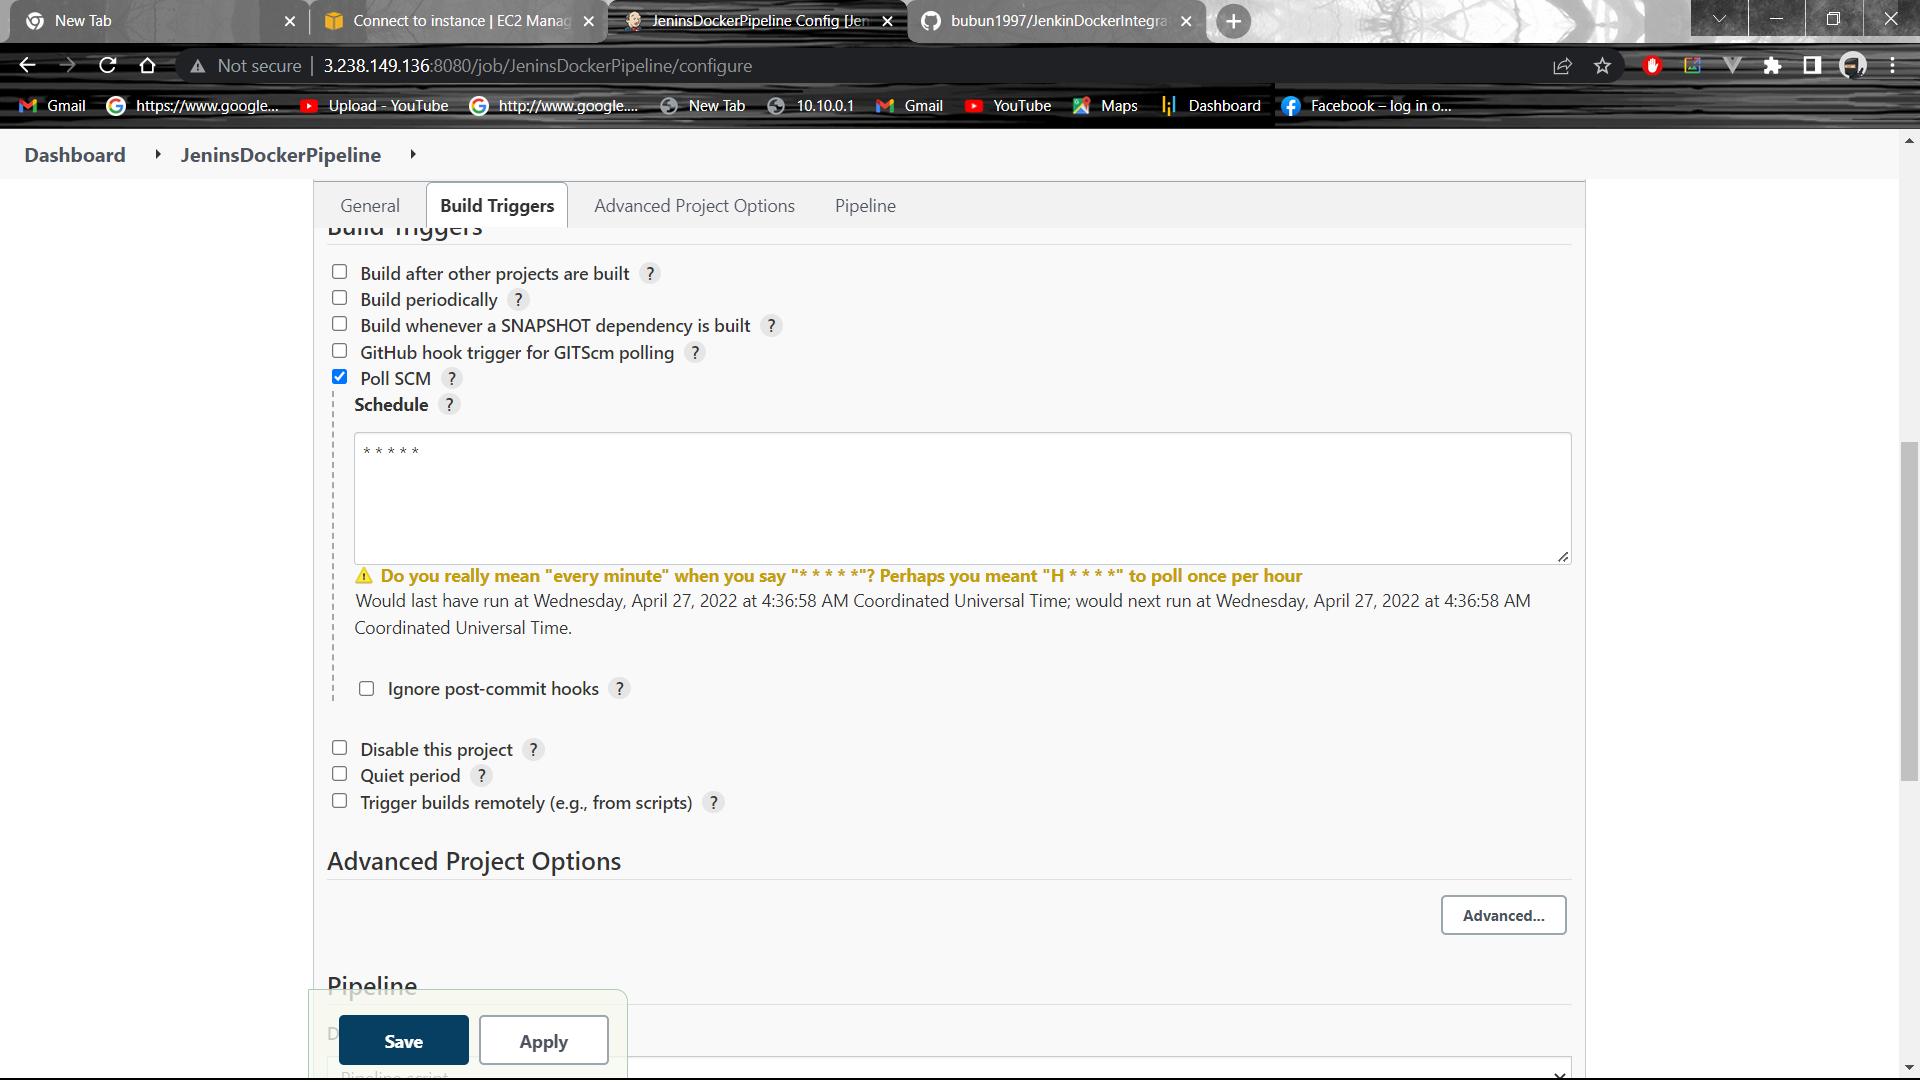 New Tab
Connect to instance | EC2 Manag
JeninsDockerPipeline Config [Jen
bubun1997/JenkinDockerIntegra
Not secure | 3.238.149.136:8080/job/JeninsDockerPipeline/configure
Gmail https://www.google... Upload - YouTube http://www.google.... New Tab 10.10.0.1 Gmail YouTube Maps Dashboard Facebook – log in o...
Dashboard JeninsDockerPipeline
General Build Triggers Advanced Project Options Pipeline
Build Triggers
Build after other projects are built ?
Build periodically ?
Build whenever a SNAPSHOT dependency is built ?
GitHub hook trigger for GITScm polling ?
Poll SCM ?
Schedule ?
* * * * *
Do you really mean "every minute" when you say "* * * * *"? Perhaps you meant "H * * * *" to poll once per hour
Would last have run at Wednesday, April 27, 2022 at 4:36:58 AM Coordinated Universal Time; would next run at Wednesday, April 27, 2022 at 4:36:58 AM
Coordinated Universal Time.
Ignore post-commit hooks ?
Disable this project ?
Quiet period ?
Trigger builds remotely (e.g., from scripts) ?
Advanced Project Options
Advanced...
Pipeline
D
Save Apply
Pipeline script